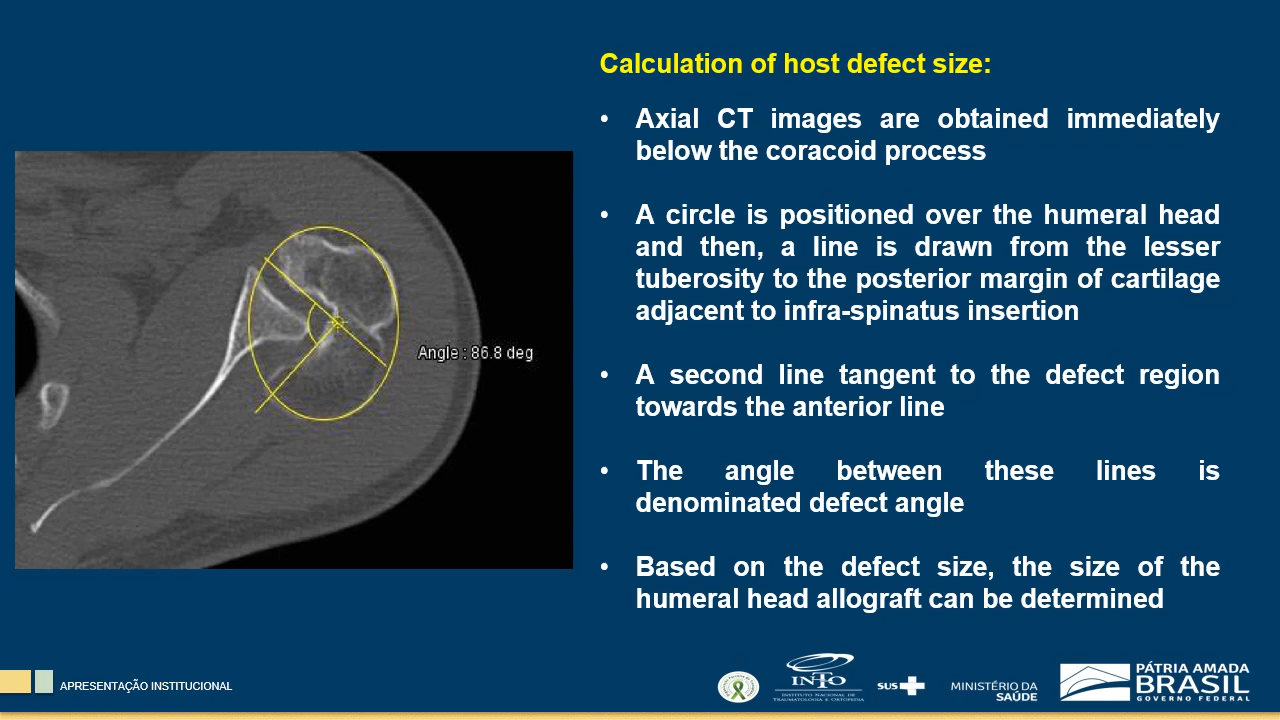 Calculation of host defect size:
• Axial CT images are obtained immediately
below the coracoid process
• A circle is positioned over the humeral head
and then, a line is drawn from the lesser
tuberosity to the posterior margin of cartilage
adjacent to infra-spinatus insertion
• A second line tangent to the defect region
towards the anterior line
• The angle between these lines is
denominated defect angle
• Based on the defect size, the size of the
humeral head allograft can be determined
Angle : 86.8 deg
APRESENTAÇÃO INSTITUCIONAL
INTO
INSTITUTO NACIONAL DE
TRAUMATOLOGIA E ORTOPEDIA
SUS
MINISTÉRIO DA
SAÚDE
PÁTRIA AMADA
BRASIL
GOVERNO FEDERAL